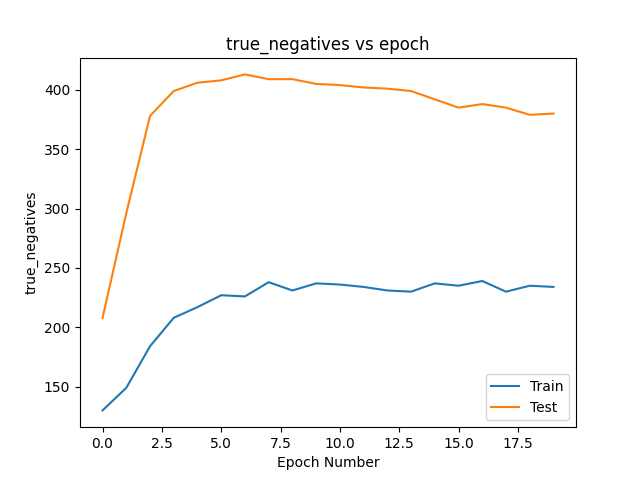 true_negatives vs epoch
true_negatives
400
350
300
250
200
150
0.0 2.5 5.0 7.5 10.0 12.5 15.0 17.5
Epoch Number
Train
Test